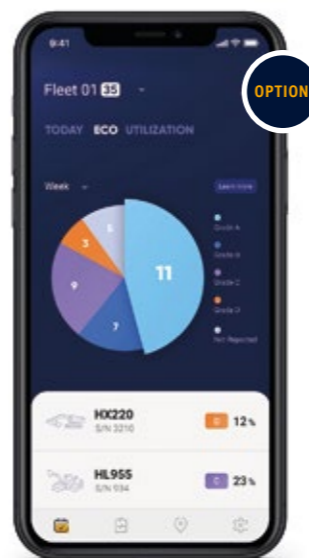 9:41
Fleet 01 35
OPTION
TODAY ECO UTILIZATION
Week
Learn more
5
3
11
9
7
Grade A
Grade B
Grade C
Grade D
Not Reported
HX220
S/N 3210
D 12%
HL955
S/N 934
C 23%